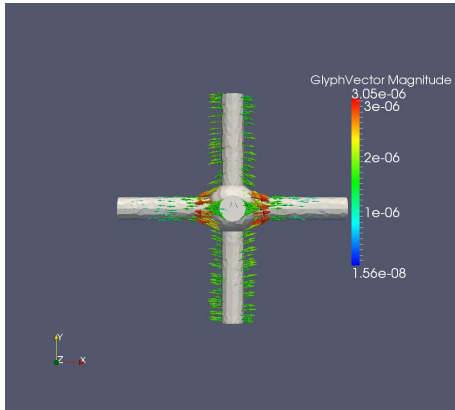 GlyphVector Magnitude
3.05e-06
3e-06
2e-06
1e-06
1.56e-08
Y
Z X